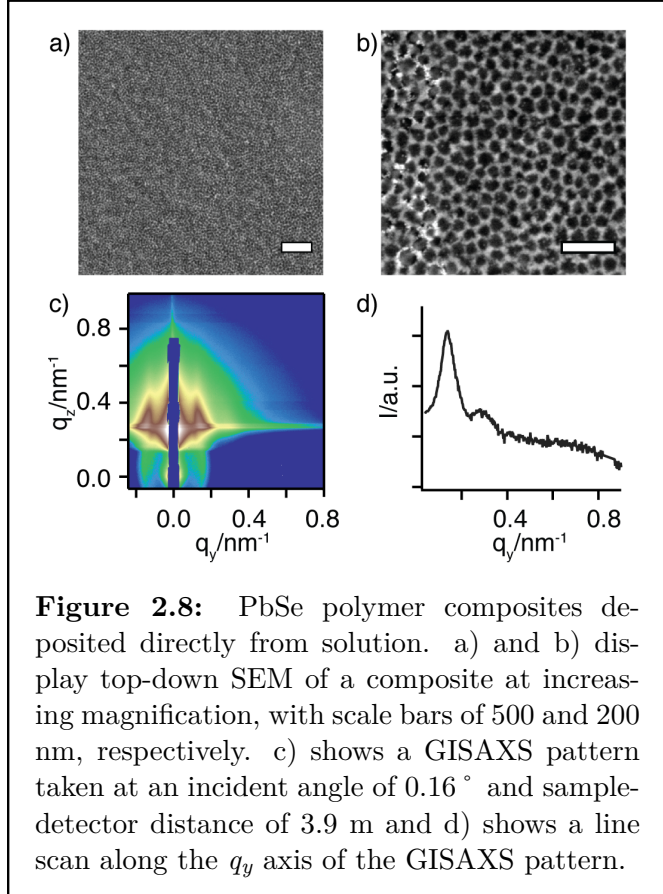 a)
b)
c)
d)
q_z/nm⁻¹
0.8
0.4
0.0
0.0
0.4
0.8
q_y/nm⁻¹
I/a.u.
0.4
0.8
q_y/nm⁻¹
Figure 2.8: PbSe polymer composites de-
posited directly from solution. a) and b) dis-
play top-down SEM of a composite at increas-
ing magnification, with scale bars of 500 and 200
nm, respectively. c) shows a GISAXS pattern
taken at an incident angle of 0.16 ° and sample-
detector distance of 3.9 m and d) shows a line
scan along the q_y axis of the GISAXS pattern.